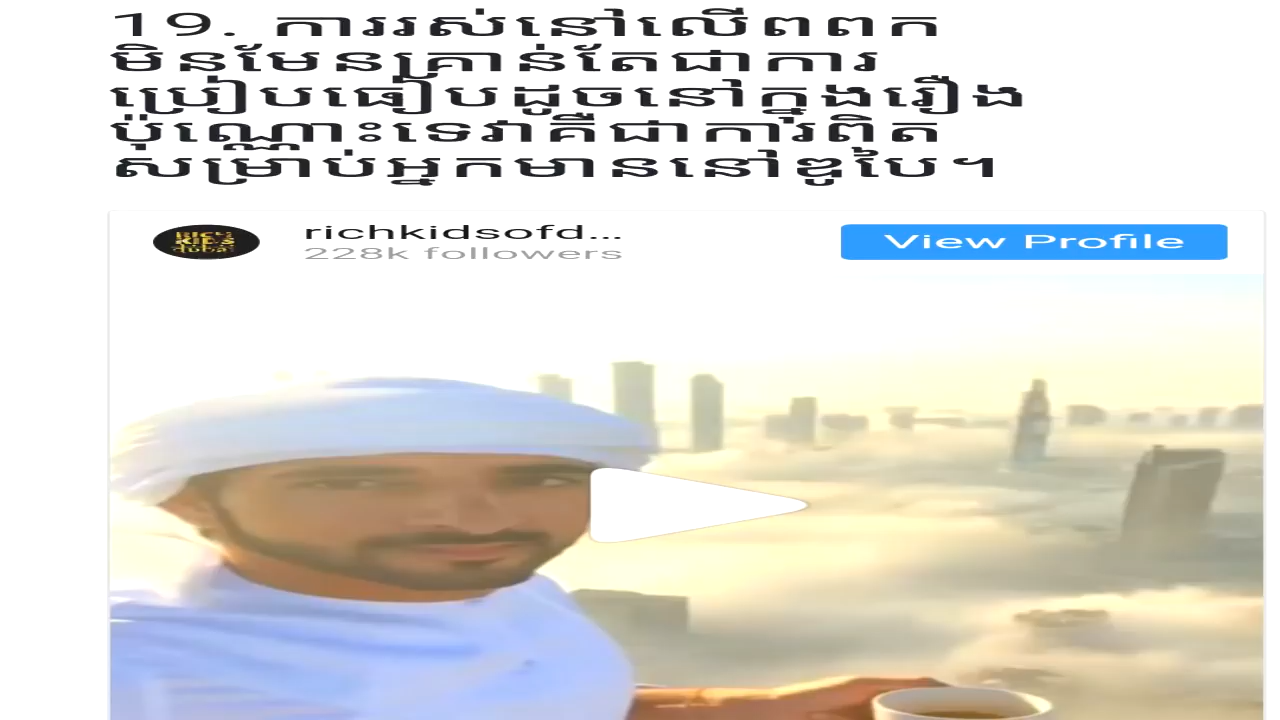 19. ការរស់នៅលើពពក
មិនមែនគ្រាន់តែជាការ
ប្រៀបធៀបដូចនៅក្នុងរឿង
ប៉ុណ្ណោះទេវាគឺជាការពិត
សម្រាប់អ្នកមាននៅឌូបៃ។
RICH
KIDS
dubai
richkidsofd...
228k followers
View Profile